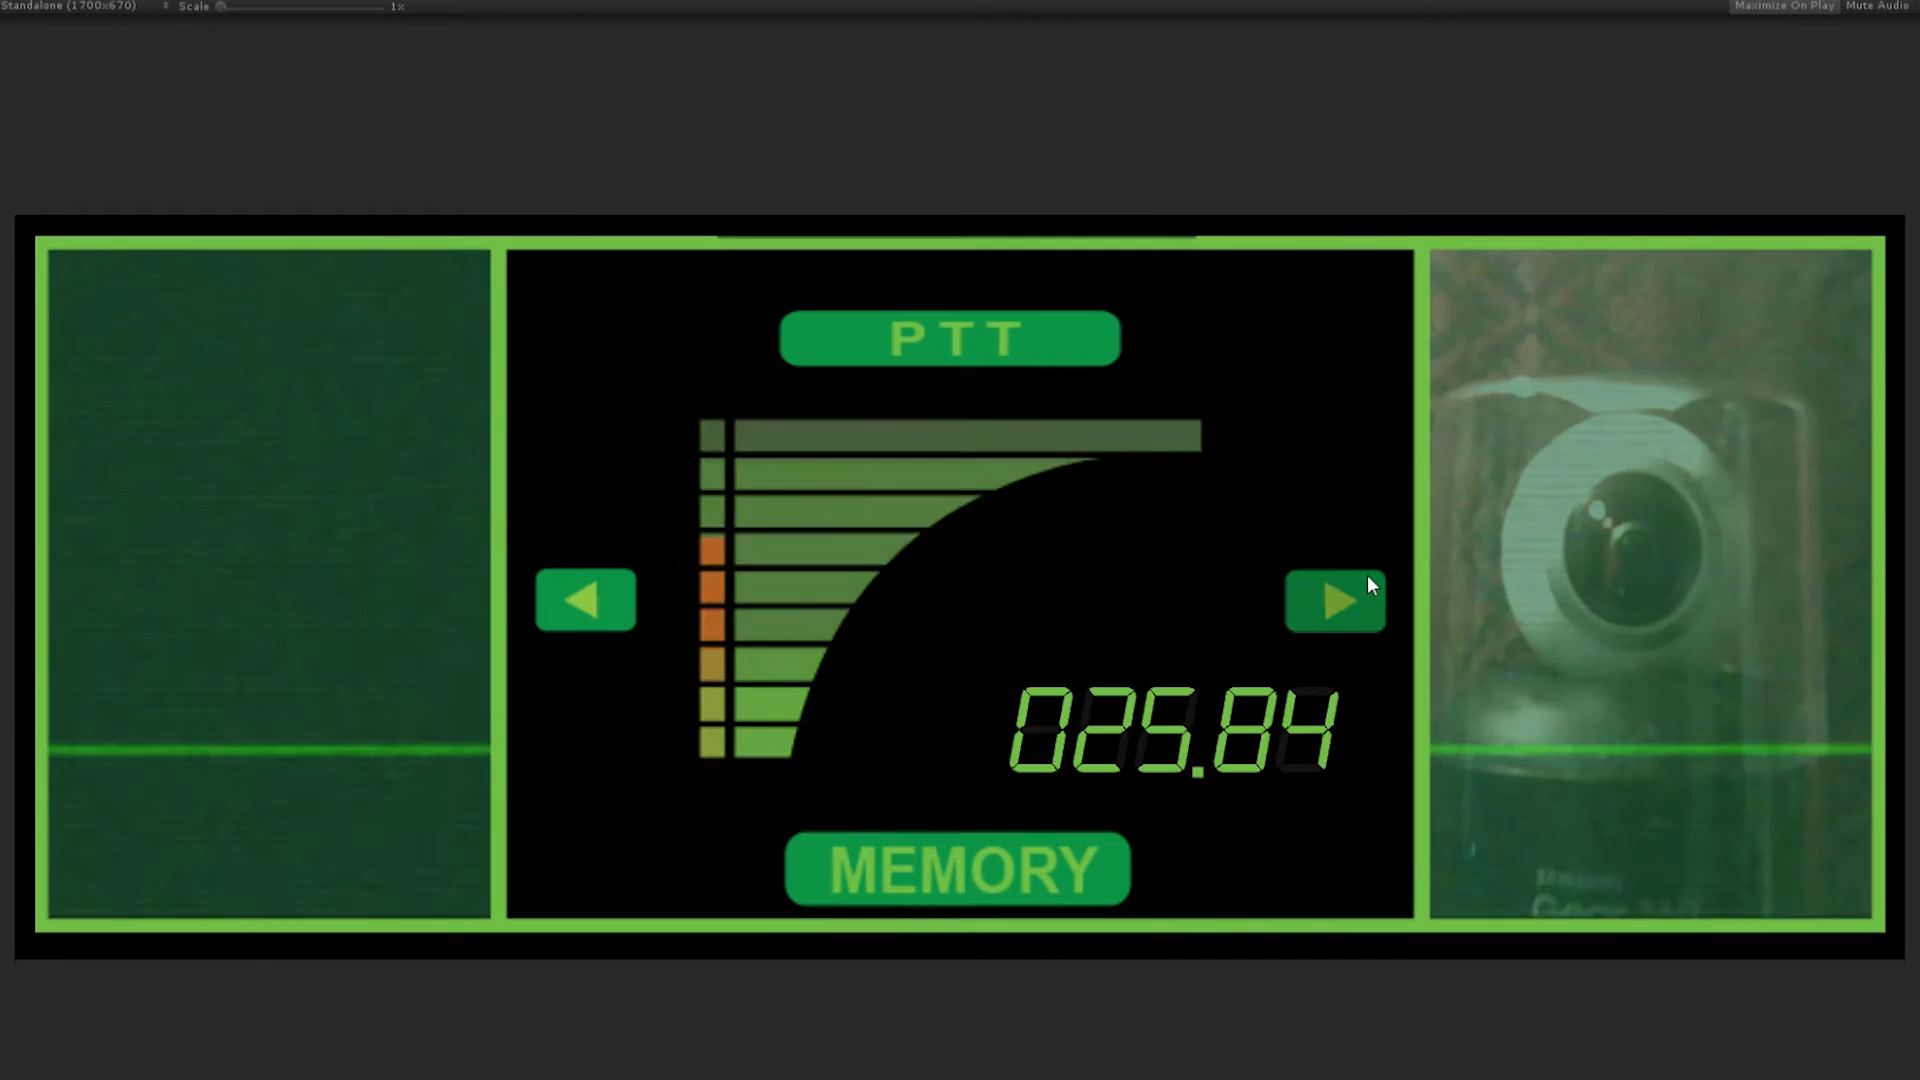 Standalone (1700x670) Scale 1x Maximize On Play Mute Audio
PTT
025.84
MEMORY